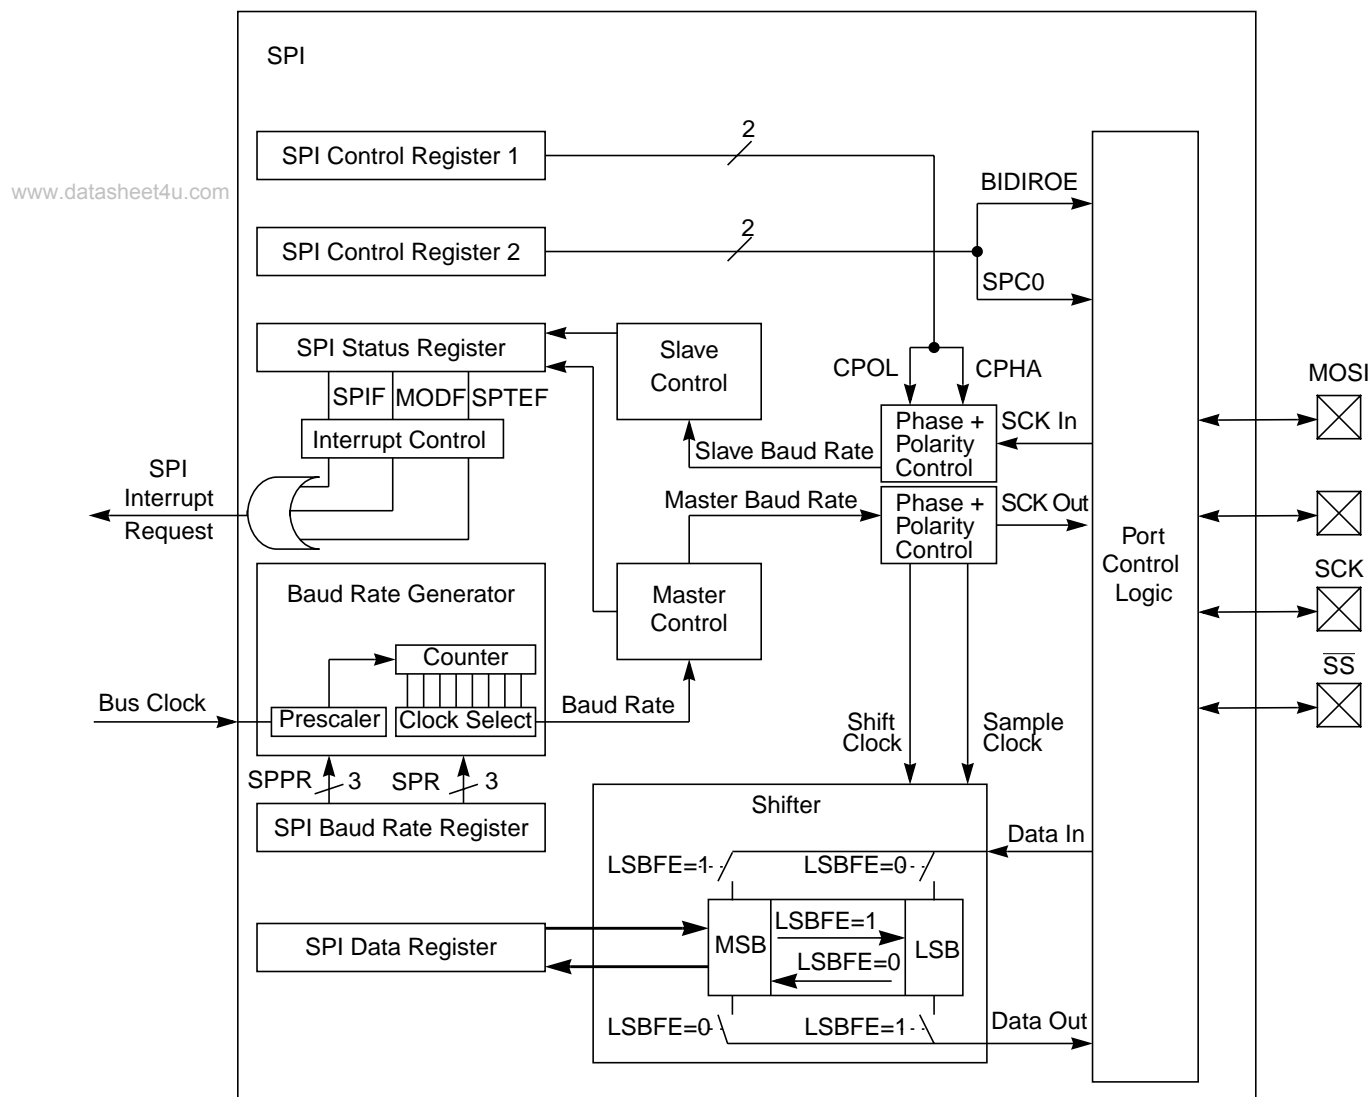 SPI
2
SPI Control Register 1
www.datasheet4u.com
BIDIROE
2
SPI Control Register 2
SPC0
SPI Status Register
Slave
Control
CPOL
CPHA
MOSI
SPIF
MODF
SPTEF
Interrupt Control
Phase +
Polarity
Control
SCK In
Slave Baud Rate
SPI
Interrupt
Request
Master Baud Rate
Phase +
Polarity
Control
SCK Out
Port
Control
Logic
SCK
Baud Rate Generator
Master
Control
Counter
SS
Bus Clock
Prescaler
Clock Select
Baud Rate
Shift
Clock
Sample
Clock
SPPR
3
SPR
3
SPI Baud Rate Register
Shifter
Data In
LSBFE=1
LSBFE=0
SPI Data Register
MSB
LSBFE=1
LSBFE=0
LSB
LSBFE=0
LSBFE=1
Data Out